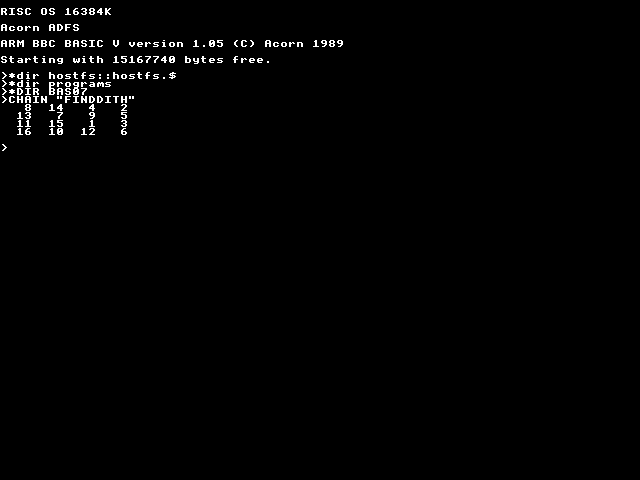 RISC OS 16384K
Acorn ADFS
ARM BBC BASIC V version 1.05 (C) Acorn 1989
Starting with 15167740 bytes free.
>*dir hostfs::hostfs.$
>*dir programs
>*DIR BAS07
>CHAIN "FINDDITH"
8 14 4 2
13 7 9 5
11 15 1 3
16 10 12 6
>